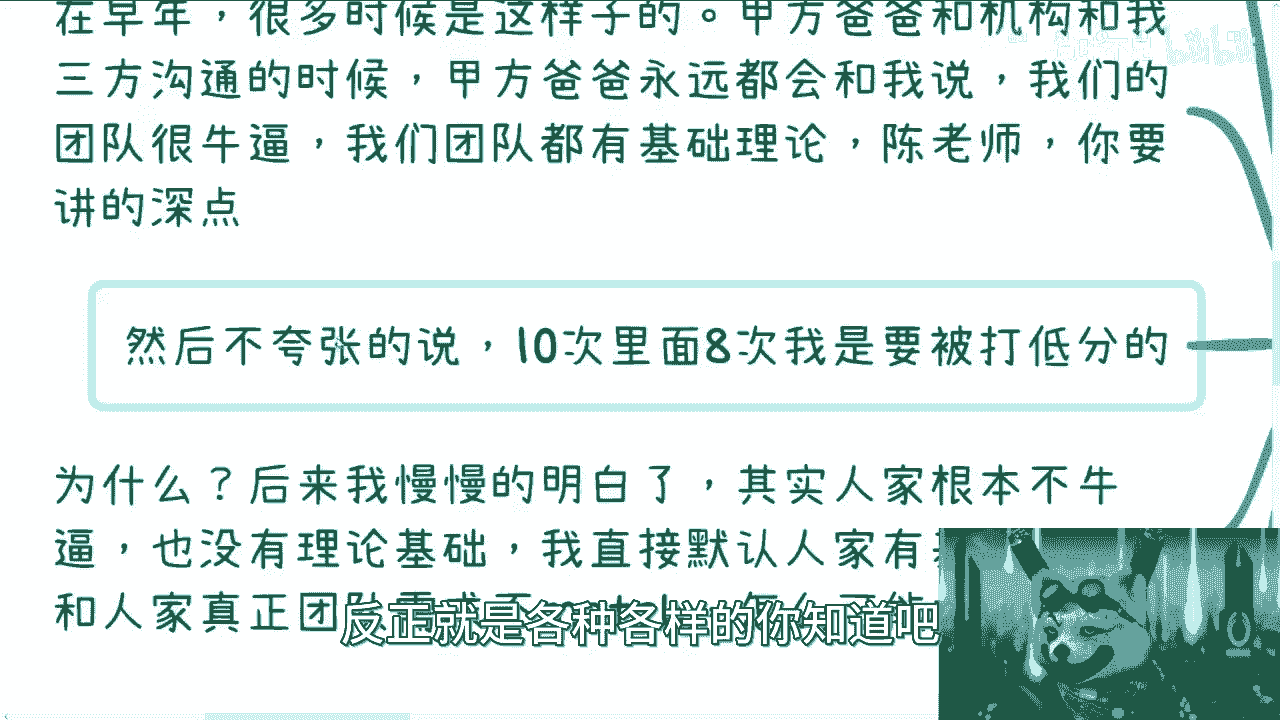 在早年，很多时候是这样子的。甲方爸爸和机构和我
三方沟通的时候，甲方爸爸永远都会和我说，我们的
团队很牛逼，我们团队都有基础理论，陈老师，你要
讲的深点
然后不夸张的说，10次里面8次我是要被打低分的
为什么？后来我慢慢的明白了，其实人家根本不牛
逼，也没有理论基础，我直接默认人家有
和人家真正团队
反正就是各种各样的你知道吧